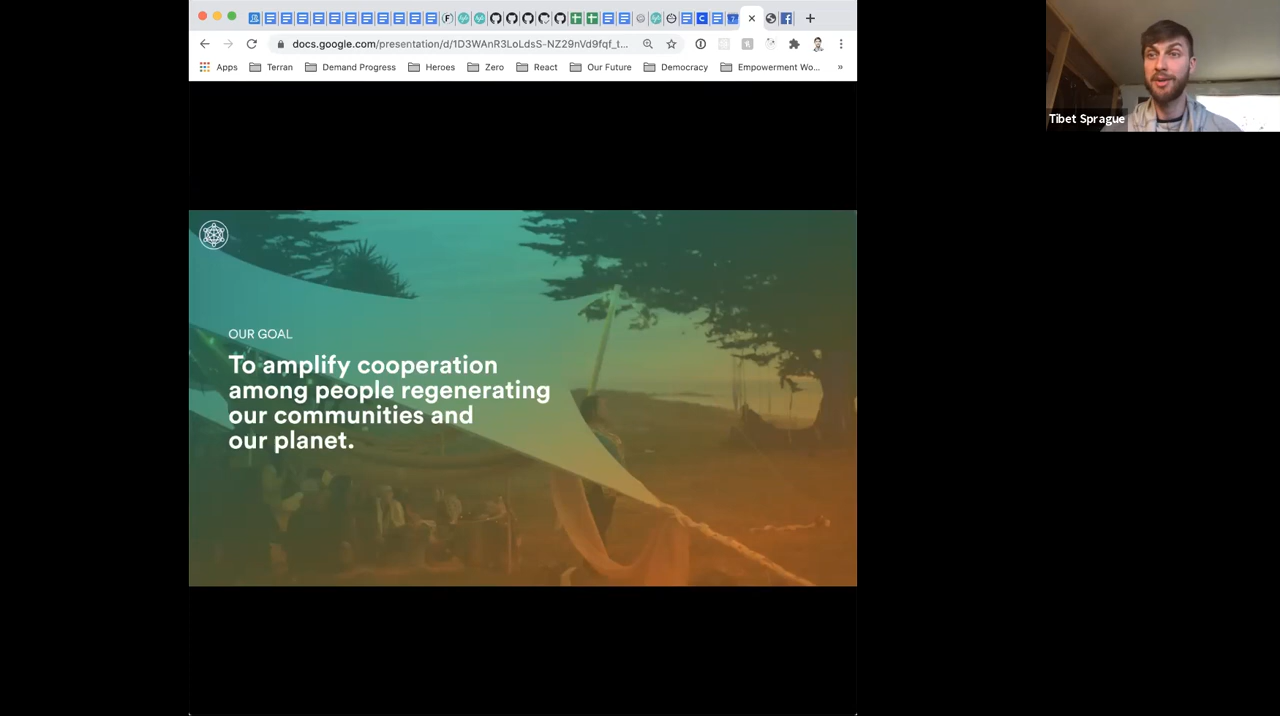 docs.google.com/presentation/d/1D3WAnR3LoLdsS-NZ29nVd9fqf_t...
Apps Terran Demand Progress Heroes Zero React Our Future Democracy Empowerment Wo... »
Tibet Sprague
OUR GOAL
To amplify cooperation
among people regenerating
our communities and
our planet.